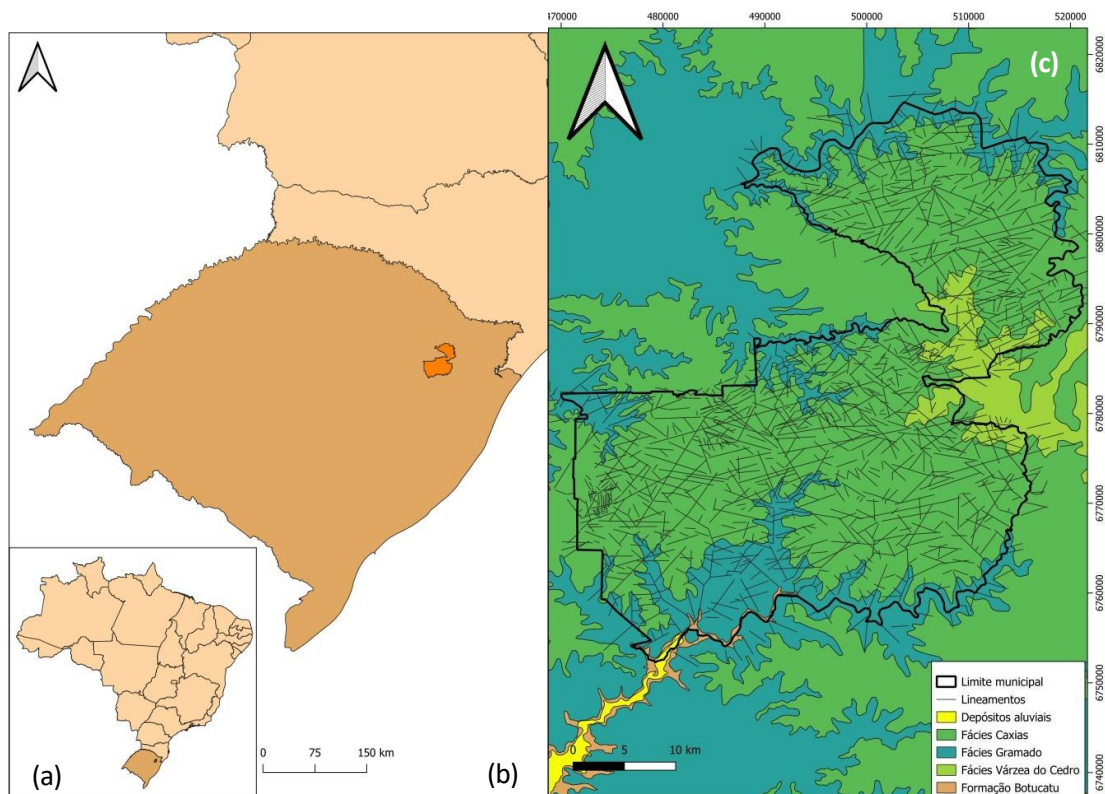 470000 480000 490000 500000 510000 520000
(c)
6820000
6810000
6800000
6790000
6780000
6770000
6760000
6750000
6740000
(a)
0 75 150 km
(b)
0 5 10 km
Limite municipal
Lineamentos
Depósitos aluviais
Fácies Caxias
Fácies Gramado
Fácies Várzea do Cedro
Formação Botucatu